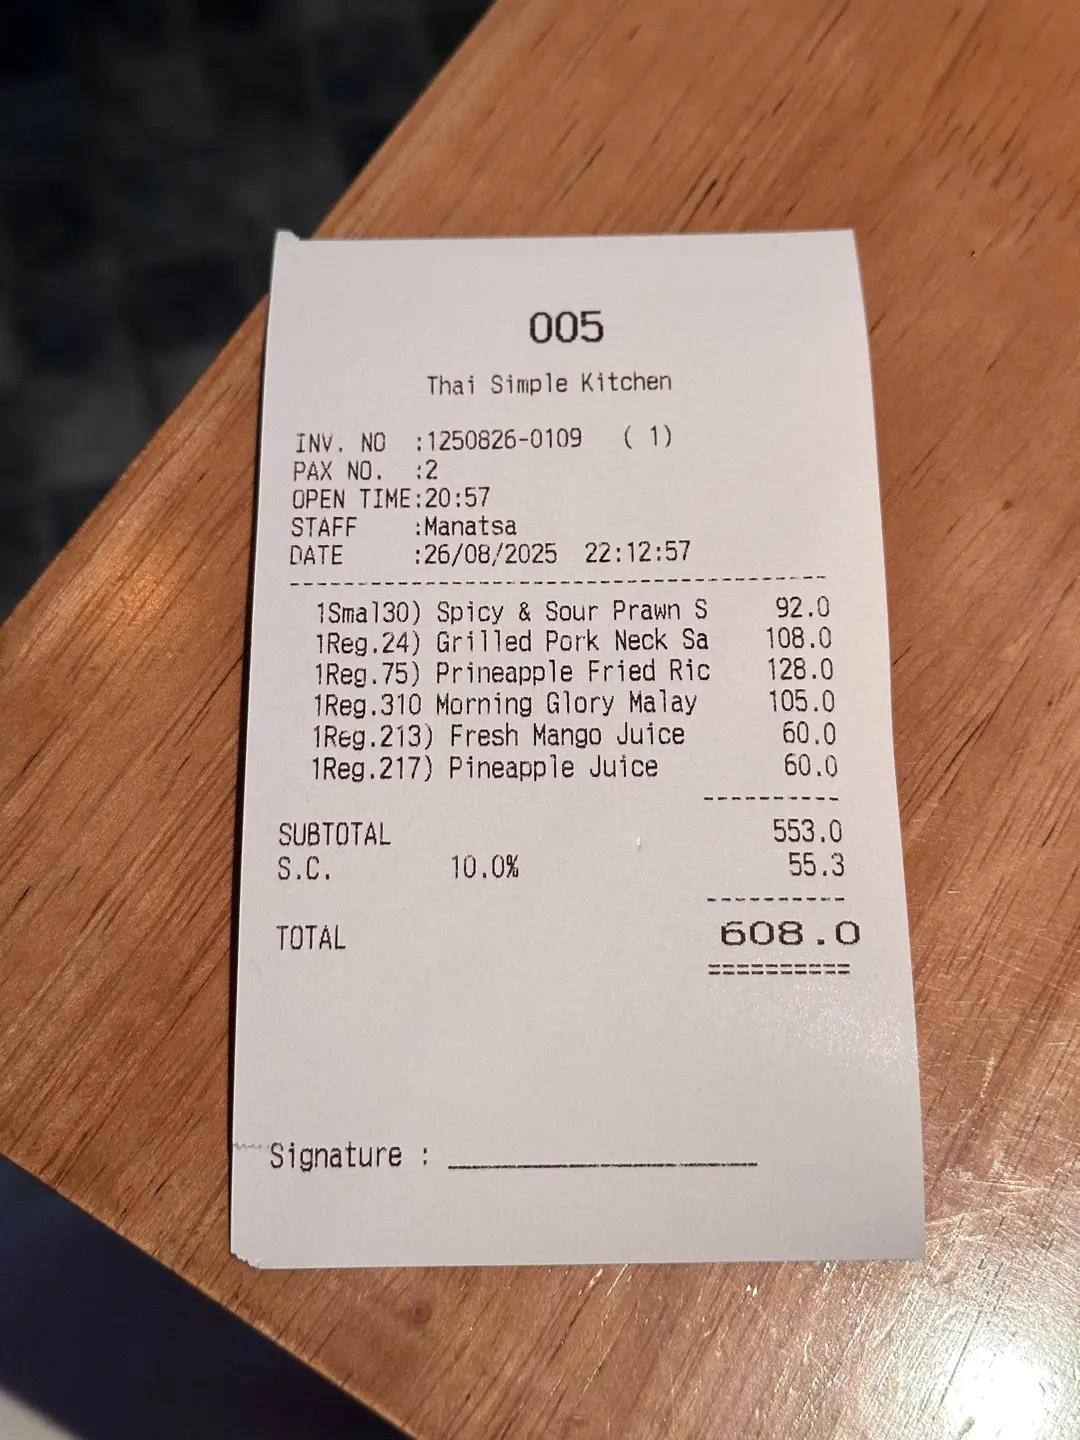 005
Thai Simple Kitchen
INV. NO :1250826-0109 ( 1)
PAX NO. :2
OPEN TIME:20:57
STAFF :Manatsa
DATE :26/08/2025 22:12:57
--------------------------------
1Smal30) Spicy & Sour Prawn S 92.0
1Reg.24) Grilled Pork Neck Sa 108.0
1Reg.75) Prineapple Fried Ric 128.0
1Reg.310 Morning Glory Malay 105.0
1Reg.213) Fresh Mango Juice 60.0
1Reg.217) Pineapple Juice 60.0
----------
SUBTOTAL 553.0
S.C. 10.0% 55.3
----------
TOTAL 608.0
==========
Signature : ____________________